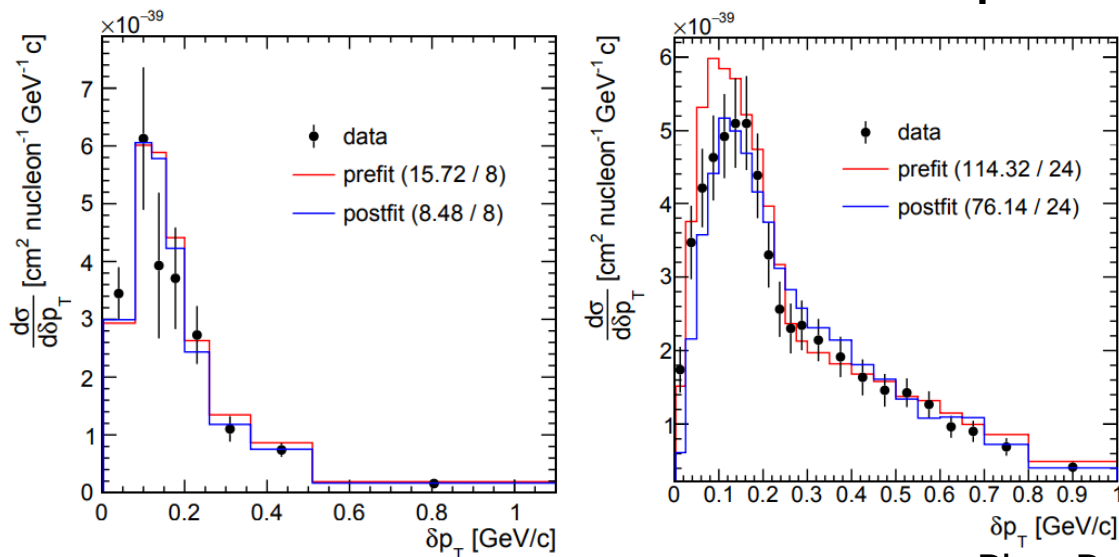 ×10⁻³⁹
dσ/dδp_T [cm² nucleon⁻¹ GeV⁻¹ c]
7
6
5
4
3
2
1
0
data
prefit (15.72 / 8)
postfit (8.48 / 8)
0 0.2 0.4 0.6 0.8 1
δp_T [GeV/c]
×10⁻³⁹
dσ/dδp_T [cm² nucleon⁻¹ GeV⁻¹ c]
6
5
4
3
2
1
data
prefit (114.32 / 24)
postfit (76.14 / 24)
0 0.1 0.2 0.3 0.4 0.5 0.6 0.7 0.8 0.9 1
δp_T [GeV/c]